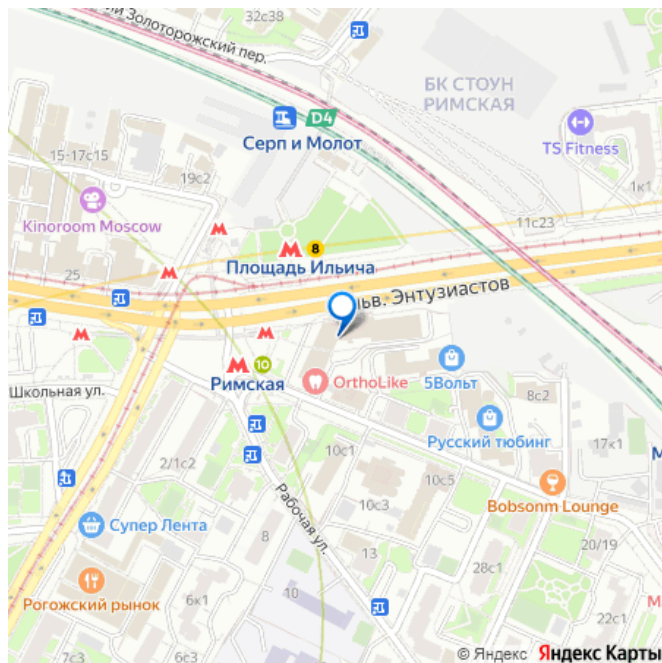 ий Золоторожский пер.
32с38
БК СТОУН
РИМСКАЯ
D4
Серп и Молот
TS Fitness
15-17с15
19с2
1к1
Kinoroom Moscow
11с23
8
Площадь Ильича
25
ьв. Энтузиастов
10
Римская
OrthoLike
5Вольт
Школьная ул.
8с2
Русский тюбинг
2/1с2
10с1
17к1
М
10с5
Рабочая ул.
10с3
Bobsonm Lounge
Супер Лента
8
13
20/19
28с1
Рогожский рынок
10
6к1
М
22с1
7с3
6с2
© Яндекс Яндекс Карты